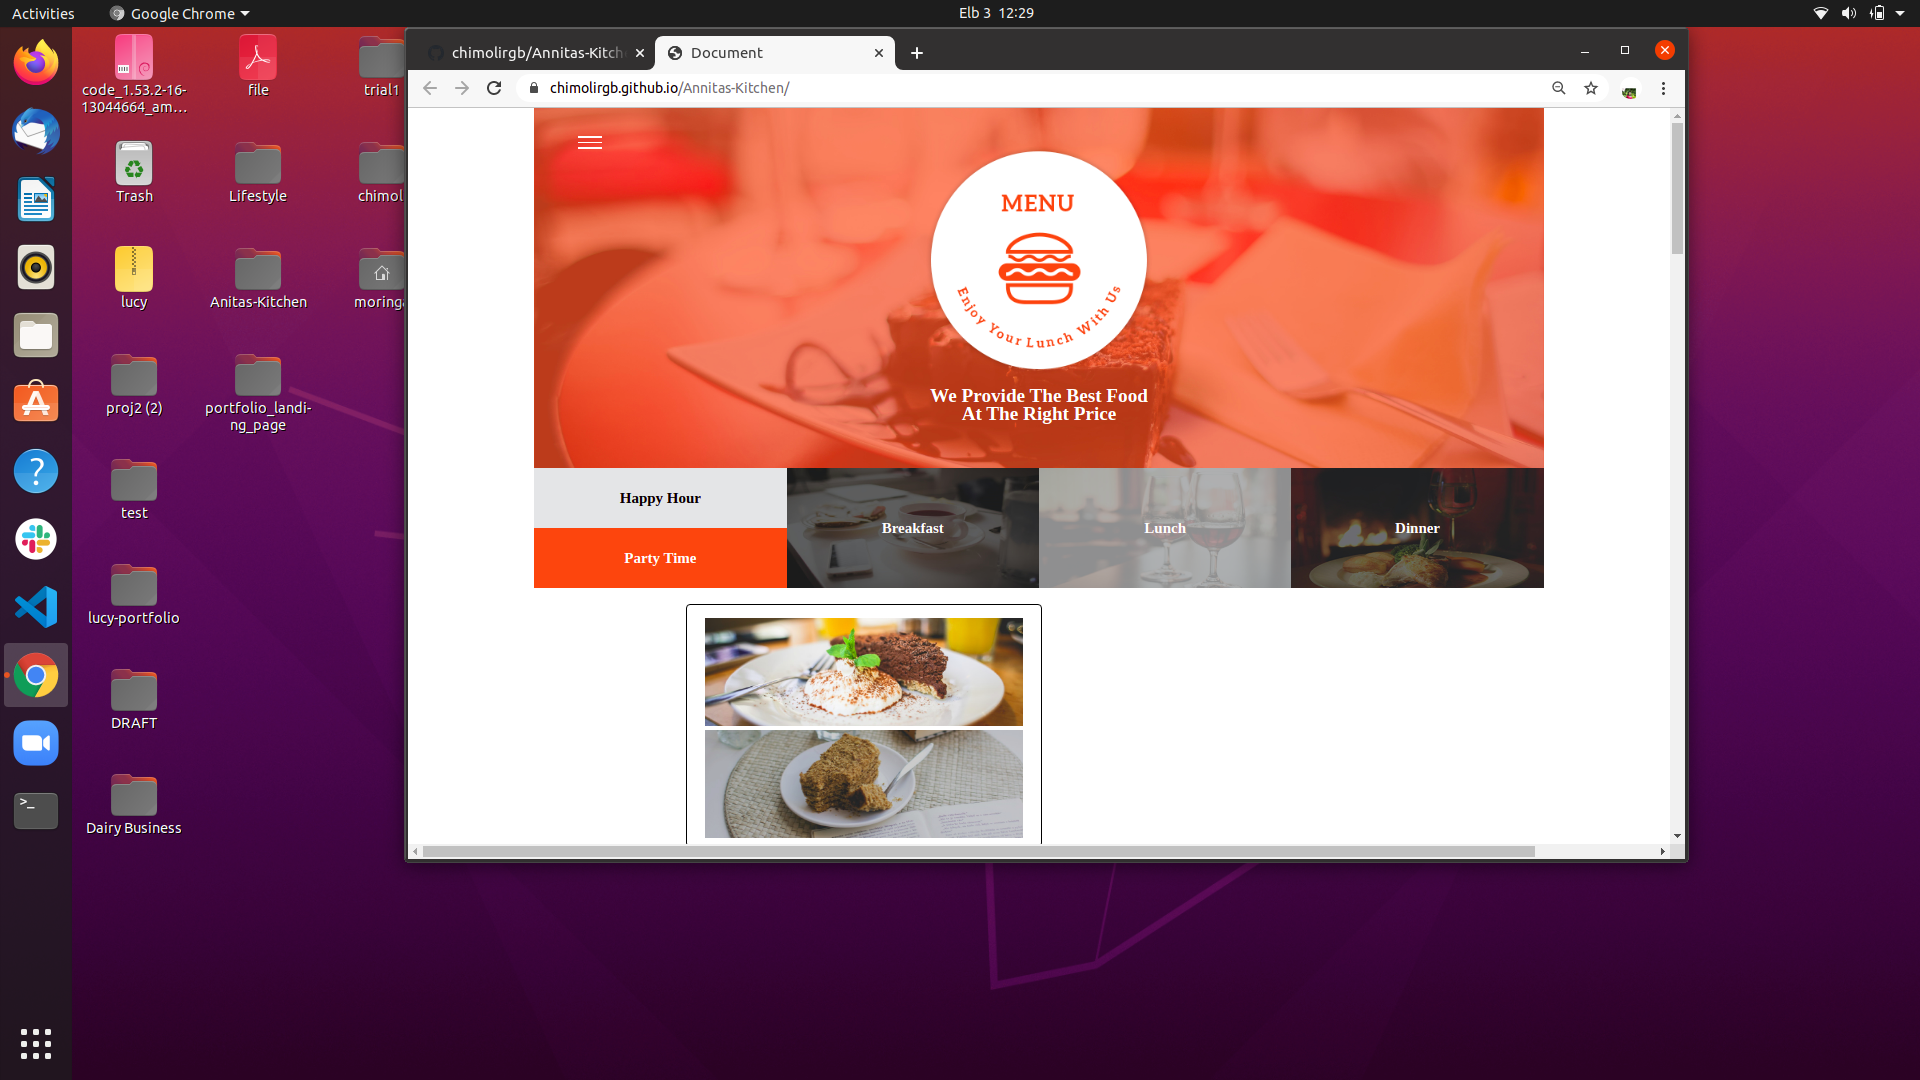 Activities
Google Chrome
Elb 3 12:29
code_1.53.2-16-
13044664_am…
file
trial1
Trash
Lifestyle
chimol
lucy
Anitas-Kitchen
moringa
proj2 (2)
portfolio_landi-
ng_page
test
lucy-portfolio
DRAFT
Dairy Business
chimolirgb/Annitas-Kitch
Document
chimolirgb.github.io/Annitas-Kitchen/
MENU
Enjoy Your Lunch With Us
We Provide The Best Food
At The Right Price
Happy Hour
Party Time
Breakfast
Lunch
Dinner